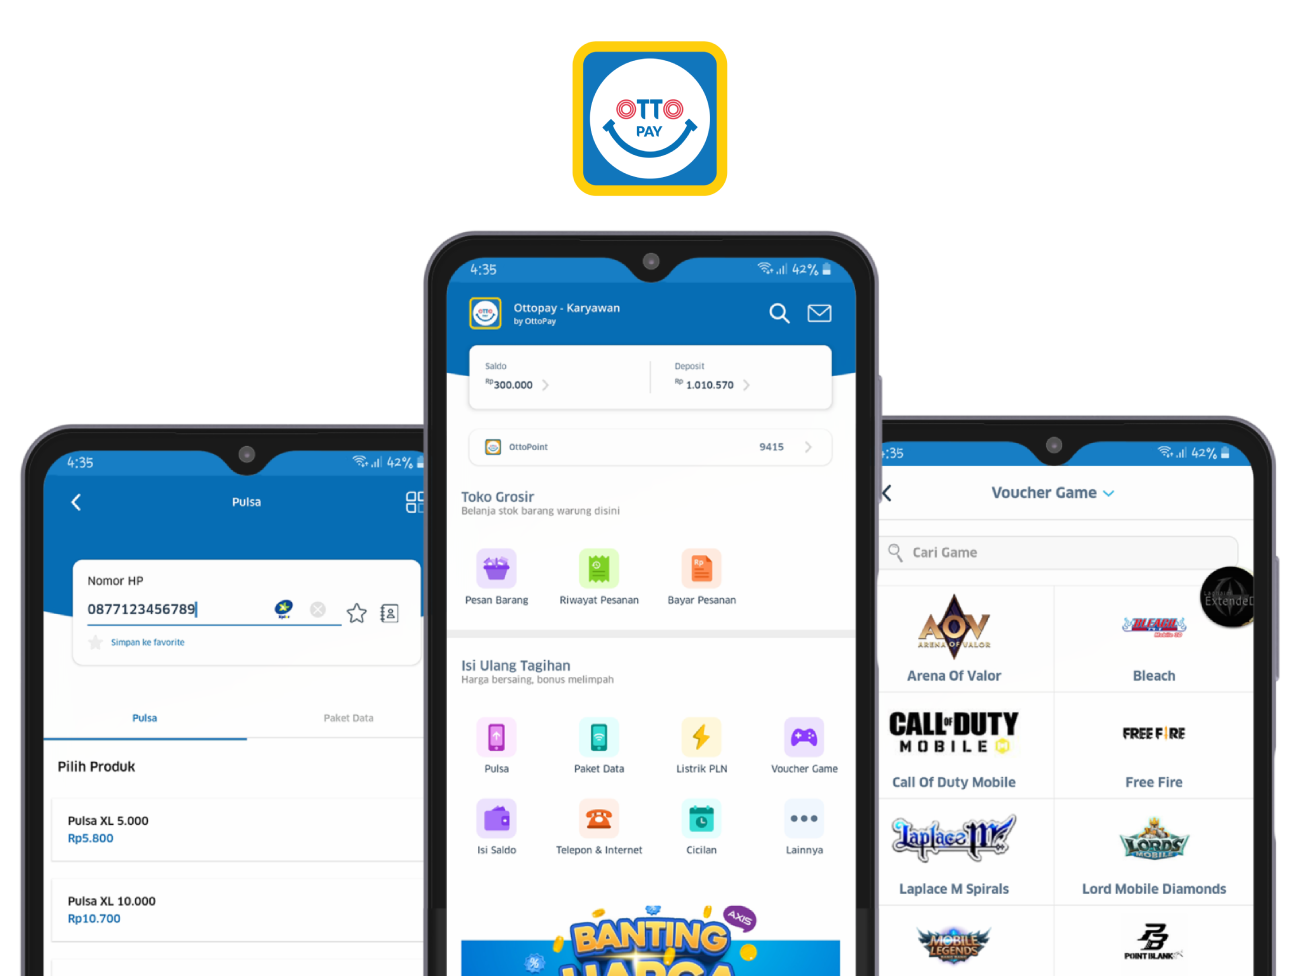 OTTO
PAY
4:35
42%
Ottopay - Karyawan
by OttoPay
Saldo
Deposit
Rp300.000
Rp 1.010.570
OttoPoint
9415
Toko Grosir
Belanja stok barang warung disini
Pesan Barang
Riwayat Pesanan
Rp
Bayar Pesanan
Isi Ulang Tagihan
Harga bersaing, bonus melimpah
Pulsa
Paket Data
Listrik PLN
Voucher Game
Isi Saldo
Telepon & Internet
Cicilan
Lainnya
AXIS
BANTING
HARGA
4:35
42%
Pulsa
Nomor HP
0877123456789
Simpan ke favorite
Pulsa
Paket Data
Pilih Produk
Pulsa XL 5.000
Rp5.800
Pulsa XL 10.000
Rp10.700
:35
42%
Voucher Game
Cari Game
ExtendeD
AOV
ARENA OF VALOR
BLEACH
Mobile 3D
Arena Of Valor
Bleach
CALL OF DUTY
MOBILE
FREE FIRE
Call Of Duty Mobile
Free Fire
Laplace M
LORDS
MOBILE
Laplace M Spirals
Lord Mobile Diamonds
MOBILE
LEGENDS
POINT BLANK